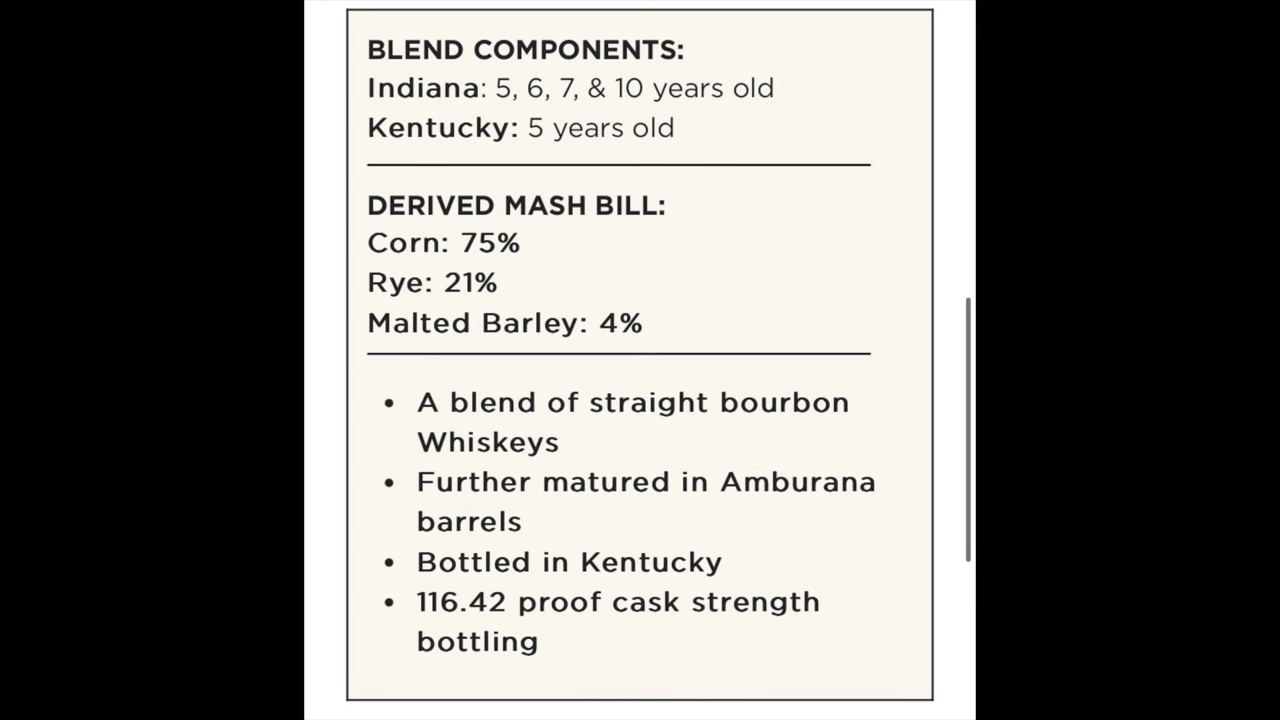 BLEND COMPONENTS:
Indiana: 5, 6, 7, & 10 years old
Kentucky: 5 years old
DERIVED MASH BILL:
Corn: 75%
Rye: 21%
Malted Barley: 4%
• A blend of straight bourbon
Whiskeys
• Further matured in Amburana
barrels
• Bottled in Kentucky
• 116.42 proof cask strength
bottling